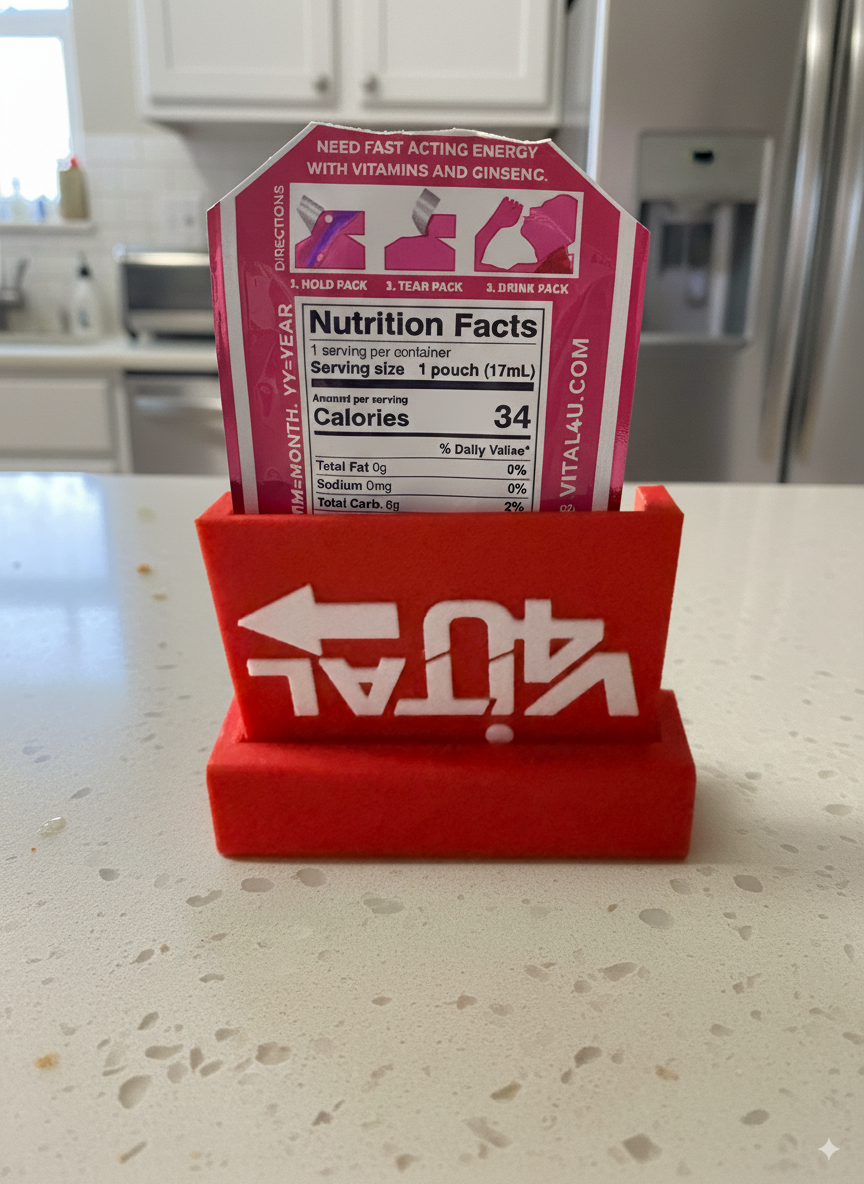 NEED FAST ACTING ENERGY
WITH VITAMINS AND GINSENG.
DIRECTIONS
1. HOLD PACK
3. TEAR PACK
3. DRINK PACK
MM=MONTH. YY=YEAR
Nutrition Facts
1 serving per container
Serving size 1 pouch (17mL)
Ananml per serving
Calories 34
% Dally Valiae*
Tetal Fat 0g 0%
Sodium 0mg 0%
Total Carb. 6g 2%
VITAL4U.COM
ViTAL
4U